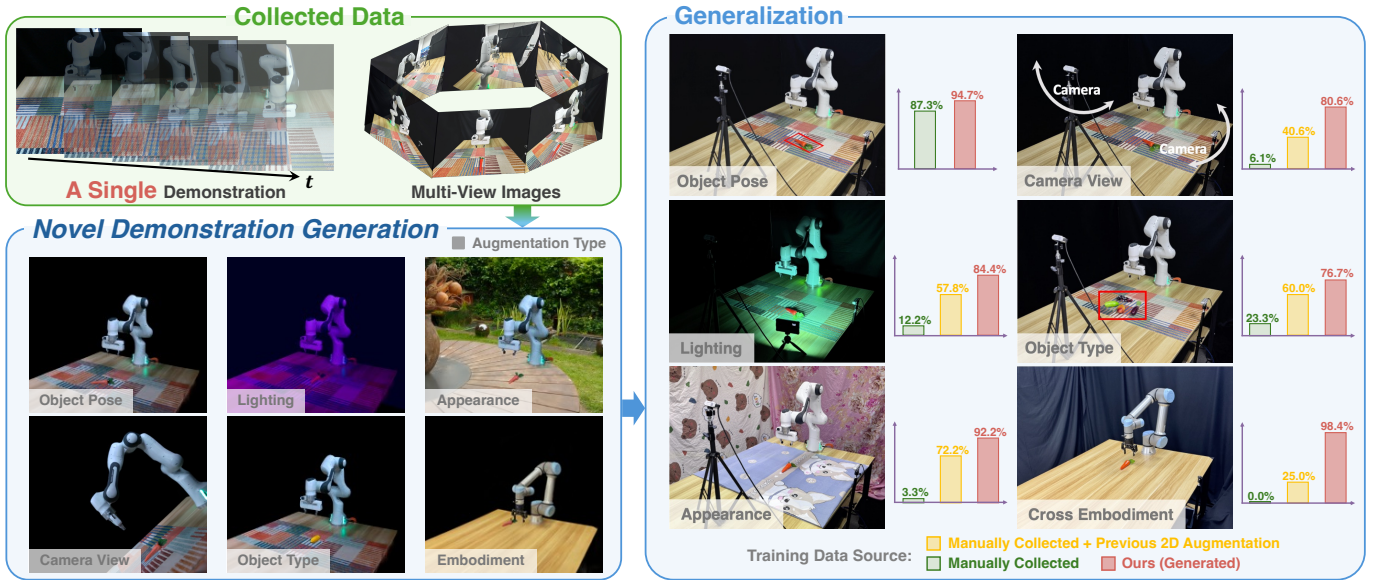 Collected Data
A Single Demonstration
t
Multi-View Images
Novel Demonstration Generation
Augmentation Type
Object Pose
Lighting
Appearance
Camera View
Object Type
Embodiment
Generalization
Object Pose
87.3%
94.7%
Camera
Camera
Camera View
6.1%
40.6%
80.6%
Lighting
12.2%
57.8%
84.4%
Object Type
23.3%
60.0%
76.7%
Appearance
3.3%
72.2%
92.2%
Cross Embodiment
0.0%
25.0%
98.4%
Training Data Source:
Manually Collected + Previous 2D Augmentation
Manually Collected
Ours (Generated)